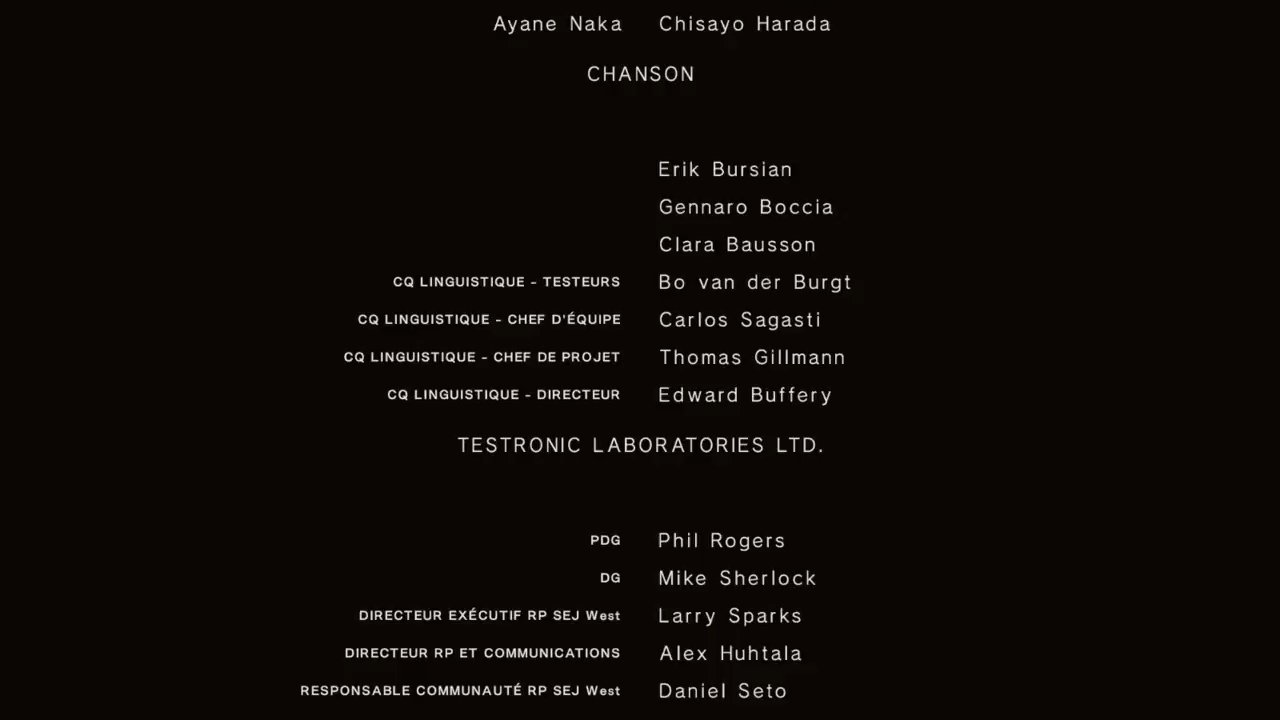 Ayane Naka Chisayo Harada
CHANSON
Erik Bursian
Gennaro Boccia
Clara Bausson
CQ LINGUISTIQUE - TESTEURS Bo van der Burgt
CQ LINGUISTIQUE - CHEF D'ÉQUIPE Carlos Sagasti
CQ LINGUISTIQUE - CHEF DE PROJET Thomas Gillmann
CQ LINGUISTIQUE - DIRECTEUR Edward Buffery
TESTRONIC LABORATORIES LTD.
PDG Phil Rogers
DG Mike Sherlock
DIRECTEUR EXÉCUTIF RP SEJ West Larry Sparks
DIRECTEUR RP ET COMMUNICATIONS Alex Huhtala
RESPONSABLE COMMUNAUTÉ RP SEJ West Daniel Seto